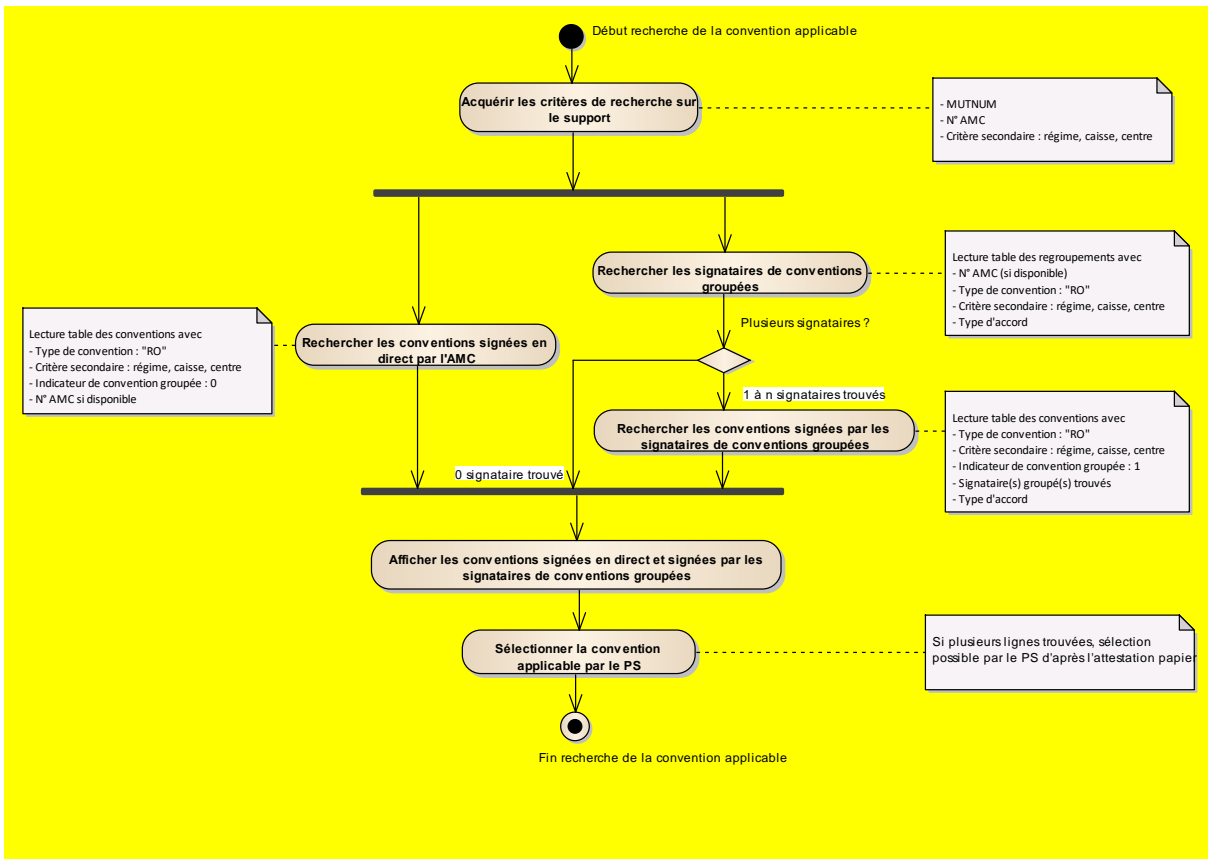 Début recherche de la convention applicable
Acquérir les critères de recherche sur
le support
- MUTNUM
- N° AMC
- Critère secondaire : régime, caisse, centre
Rechercher les signataires de conventions
groupées
Lecture table des regroupements avec
- N° AMC (si disponible)
- Type de convention : "RO"
- Critère secondaire : régime, caisse, centre
- Type d'accord
Lecture table des conventions avec
- Type de convention : "RO"
- Critère secondaire : régime, caisse, centre
- Indicateur de convention groupée : 0
- N° AMC si disponible
Rechercher les conventions signées en
direct par l'AMC
Plusieurs signataires ?
1 à n signataires trouvés
Rechercher les conventions signées par les
signataires de conventions groupées
Lecture table des conventions avec
- Type de convention : "RO"
- Critère secondaire : régime, caisse, centre
- Indicateur de convention groupée : 1
- Signataire(s) groupé(s) trouvés
- Type d'accord
0 signataire trouvé
Afficher les conventions signées en direct et signées par les
signataires de conventions groupées
Sélectionner la convention
applicable par le PS
Si plusieurs lignes trouvées, sélection
possible par le PS d'après l'attestation papier
Fin recherche de la convention applicable